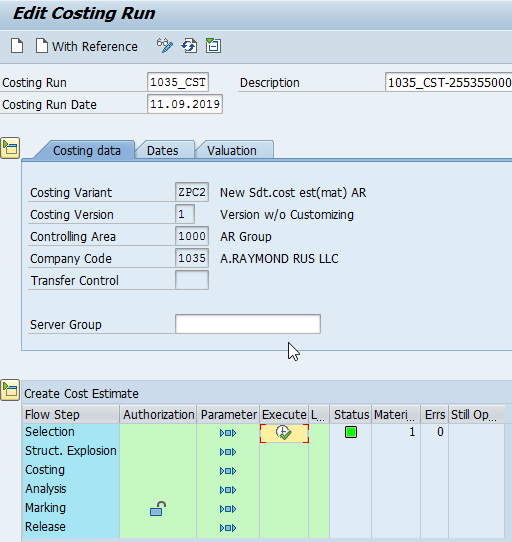 Edit Costing Run
With Reference
Costing Run 1035_CST Description 1035_CST-255355000
Costing Run Date 11.09.2019
Costing data Dates Valuation
Costing Variant ZPC2 New Sdt.cost est(mat) AR
Costing Version 1 Version w/o Customizing
Controlling Area 1000 AR Group
Company Code 1035 A.RAYMOND RUS LLC
Transfer Control
Server Group
Create Cost Estimate
Flow Step Authorization Parameter Execute L... Status Materi... Errs Still Op...
Selection 1 0
Struct. Explosion
Costing
Analysis
Marking
Release